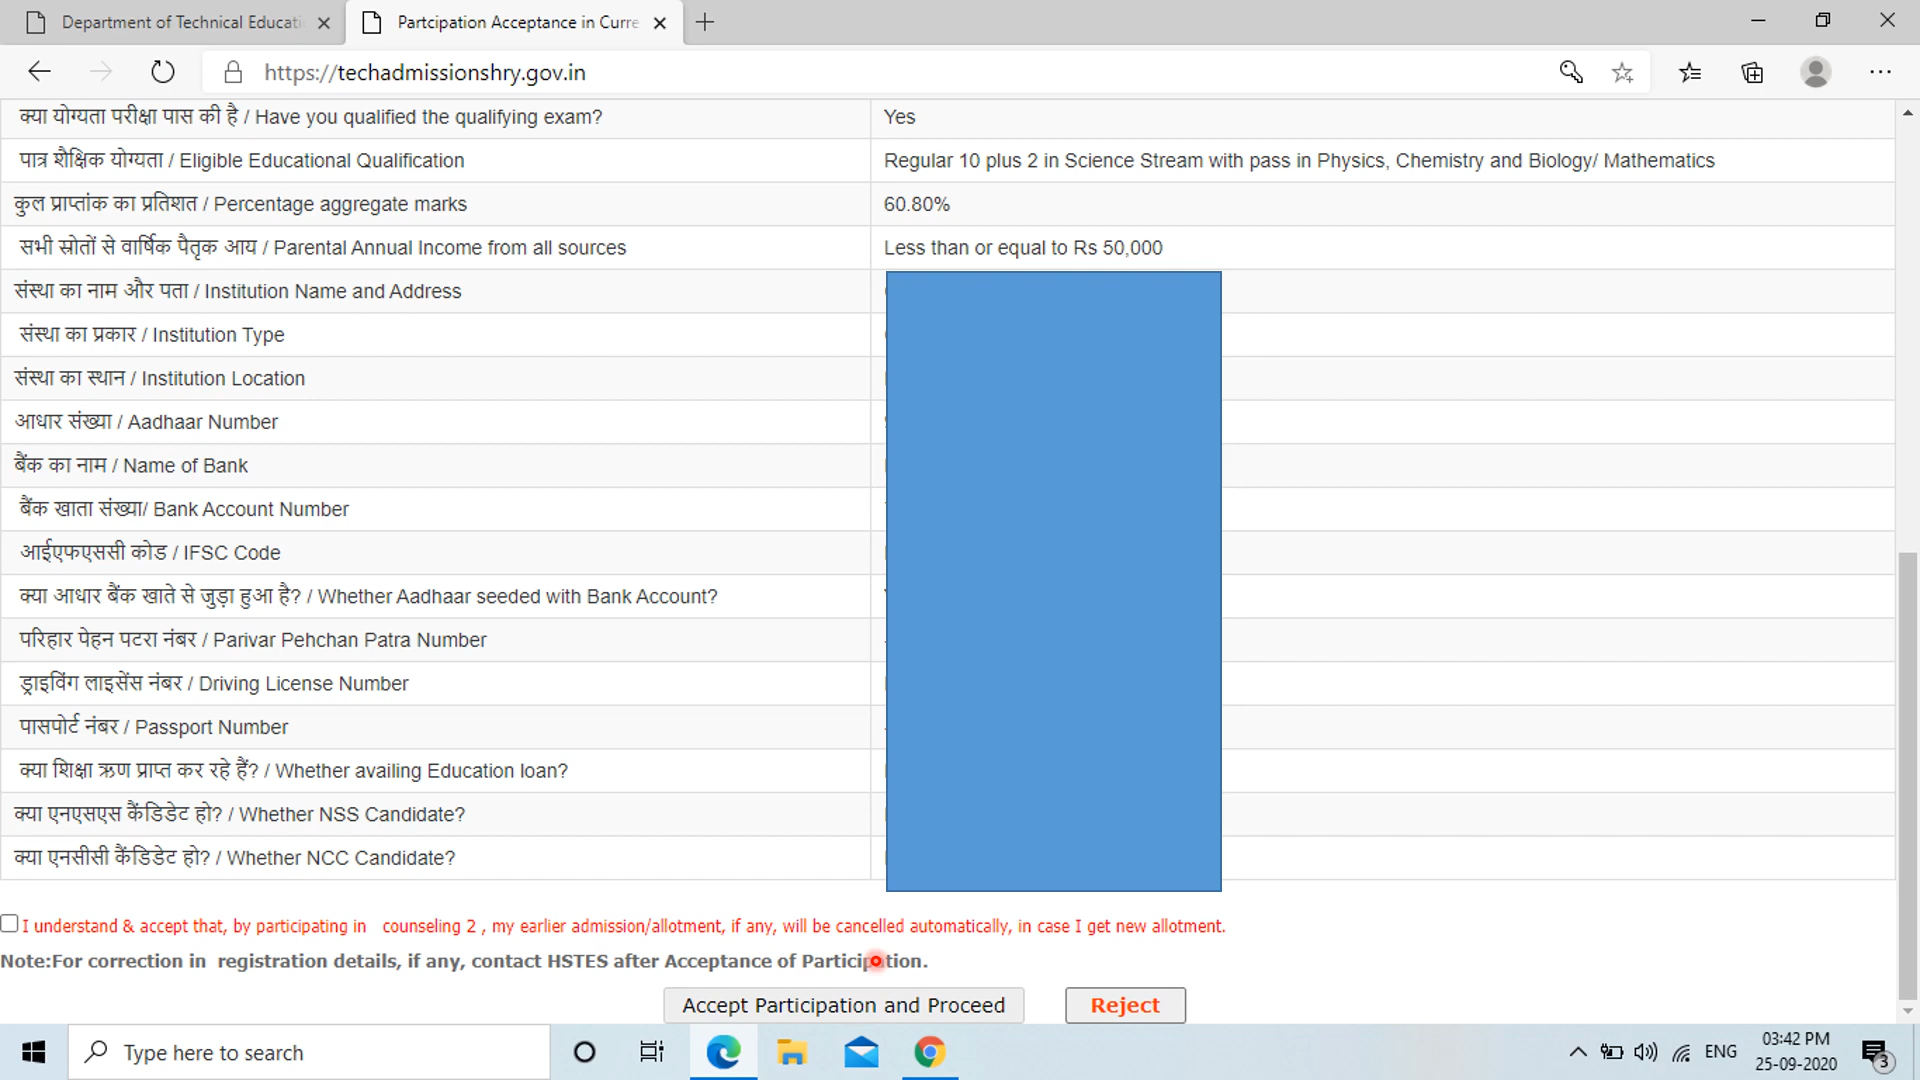 Department of Technical Educati
Partcipation Acceptance in Curre
https://techadmissionshry.gov.in
क्या योग्यता परीक्षा पास की है / Have you qualified the qualifying exam? Yes
पात्र शैक्षिक योग्यता / Eligible Educational Qualification Regular 10 plus 2 in Science Stream with pass in Physics, Chemistry and Biology/ Mathematics
कुल प्राप्तांक का प्रतिशत / Percentage aggregate marks 60.80%
सभी स्रोतों से वार्षिक पैतृक आय / Parental Annual Income from all sources Less than or equal to Rs 50,000
संस्था का नाम और पता / Institution Name and Address
संस्था का प्रकार / Institution Type
संस्था का स्थान / Institution Location
आधार संख्या / Aadhaar Number
बैंक का नाम / Name of Bank
बैंक खाता संख्या/ Bank Account Number
आईएफएससी कोड / IFSC Code
क्या आधार बैंक खाते से जुड़ा हुआ है? / Whether Aadhaar seeded with Bank Account?
परिहार पेहन पटरा नंबर / Parivar Pehchan Patra Number
ड्राइविंग लाइसेंस नंबर / Driving License Number
पासपोर्ट नंबर / Passport Number
क्या शिक्षा ऋण प्राप्त कर रहे हैं? / Whether availing Education loan?
क्या एनएसएस कैंडिडेट हो? / Whether NSS Candidate?
क्या एनसीसी कैंडिडेट हो? / Whether NCC Candidate?
I understand & accept that, by participating in counseling 2 , my earlier admission/allotment, if any, will be cancelled automatically, in case I get new allotment.
Note:For correction in registration details, if any, contact HSTES after Acceptance of Participation.
Accept Participation and Proceed Reject
Type here to search
ENG
03:42 PM
25-09-2020
3